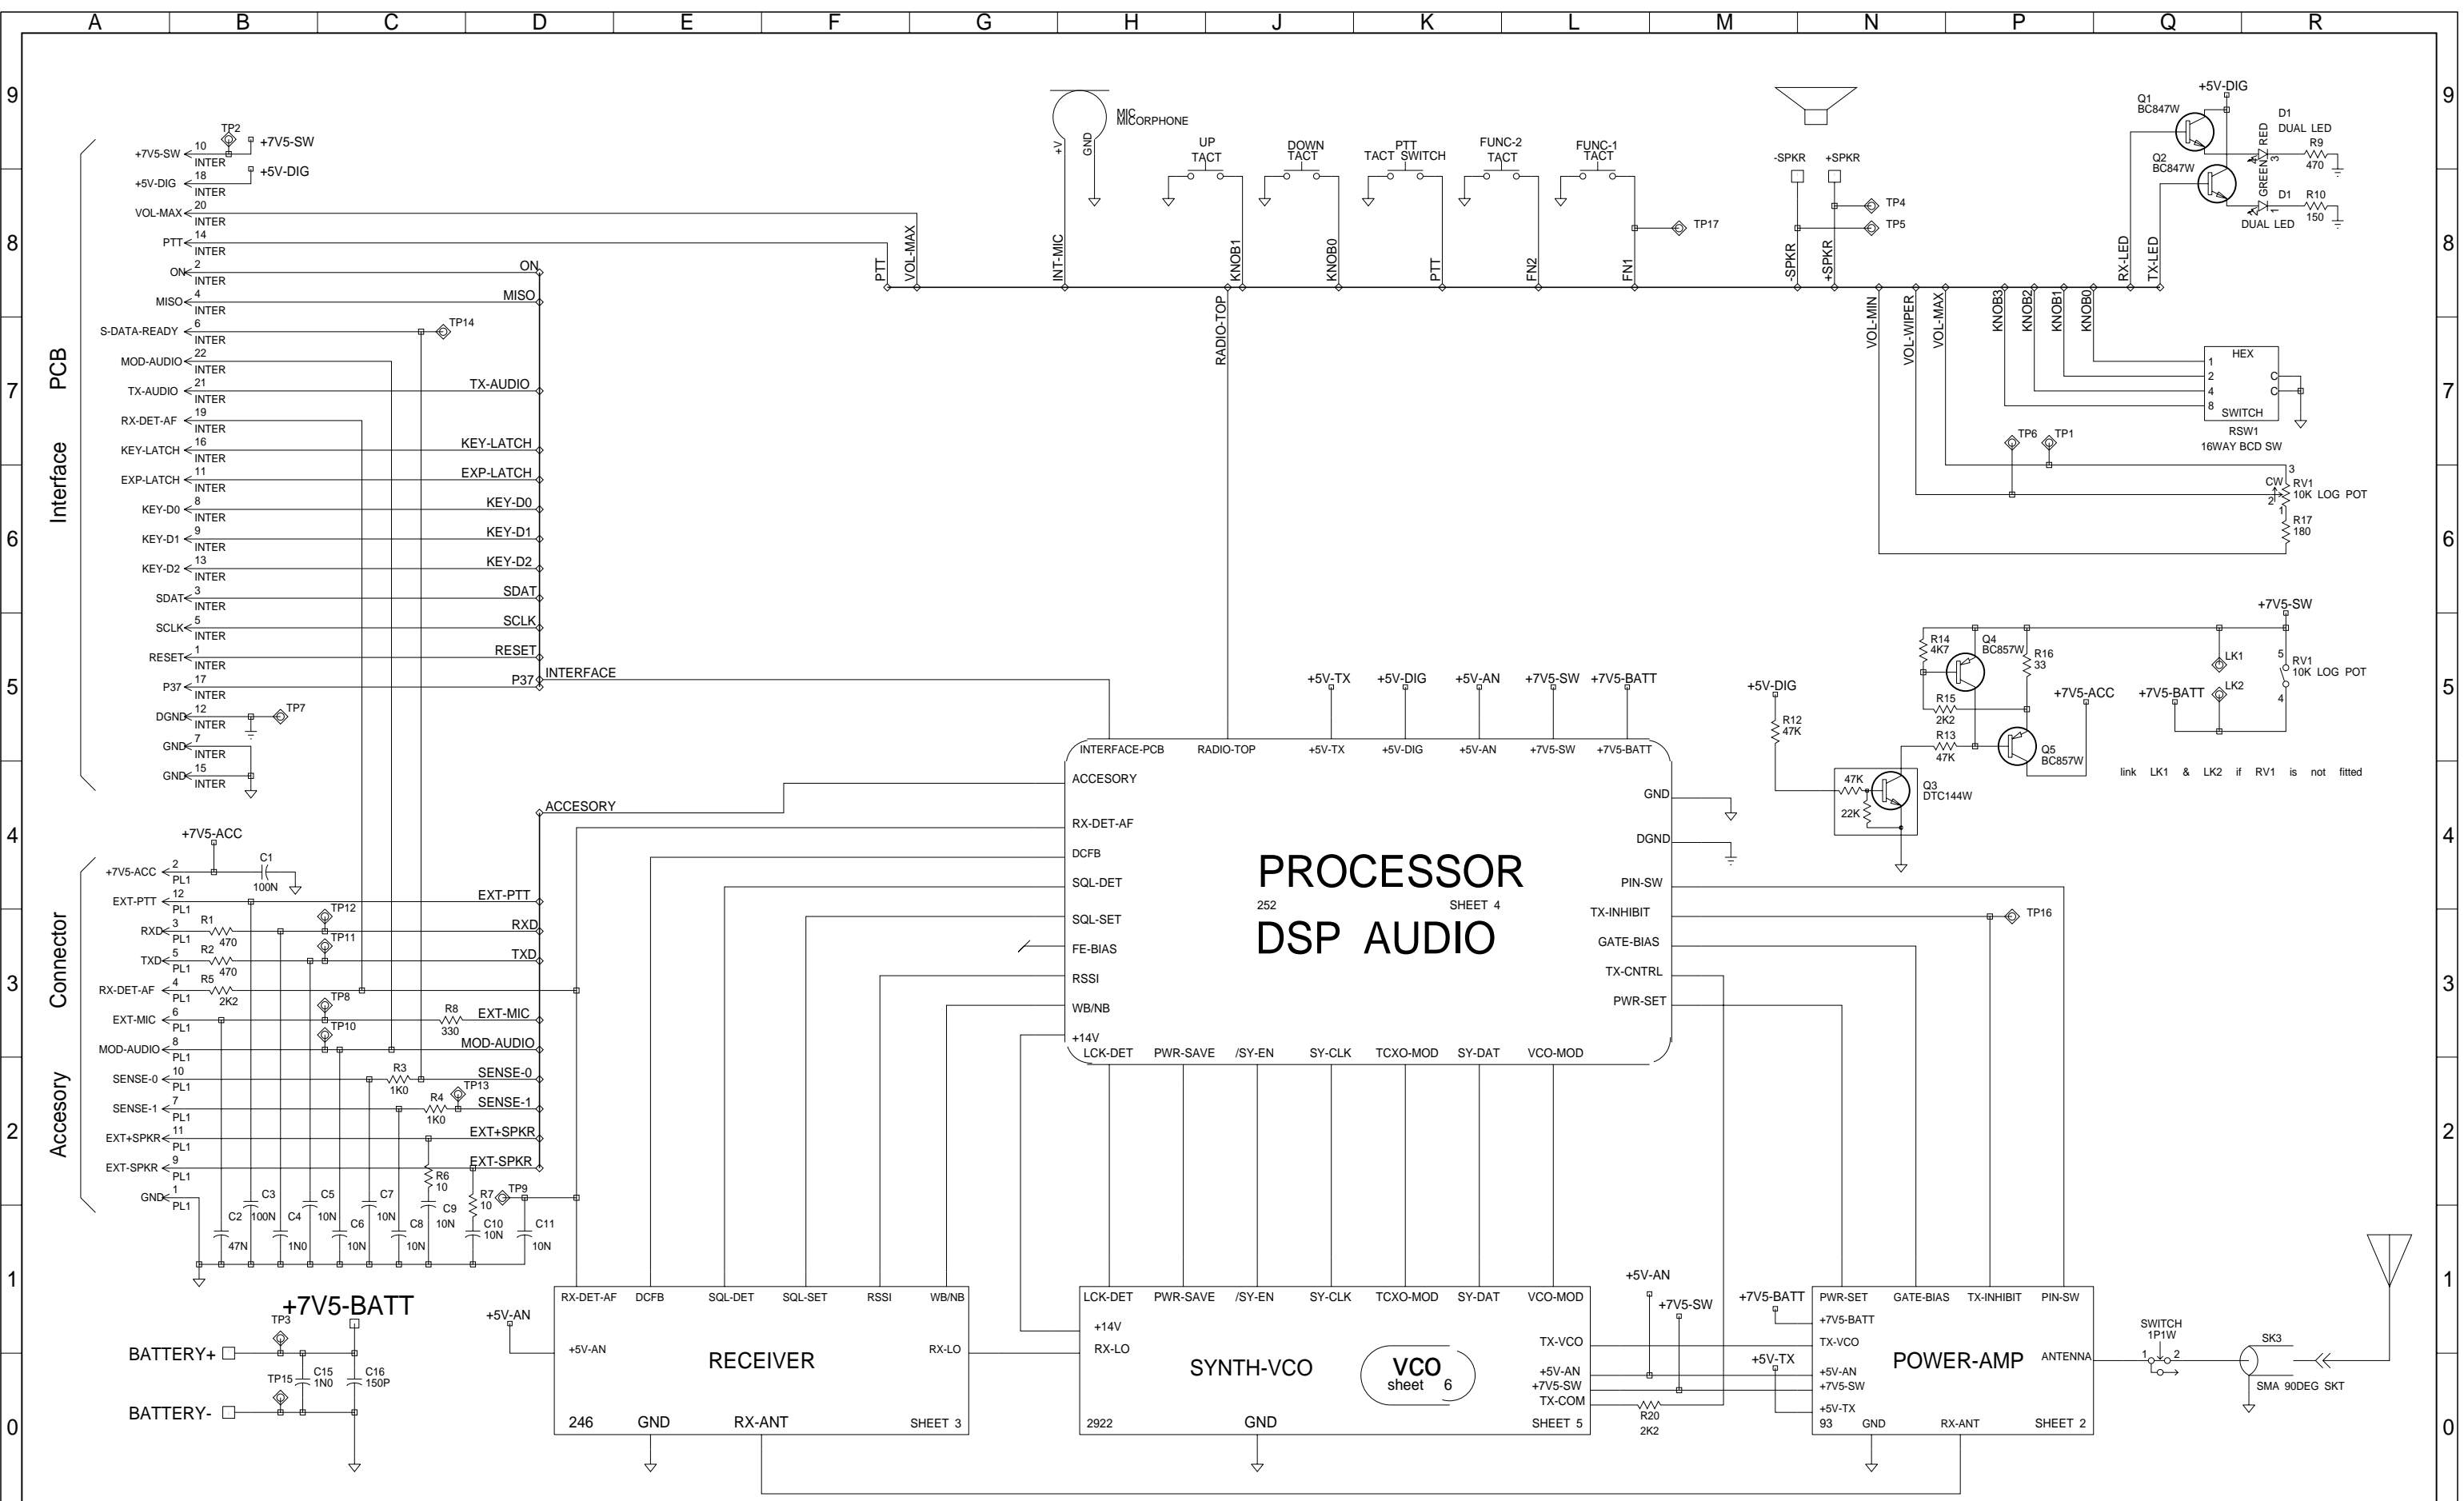 A B C D E F G H J K L M N P Q R
9 9
8 8
7 7
6 6
5 5
4 4
3 3
2 2
1 1
0 0
Interface PCB
+7V5-SW 10 INTER
TP2
+7V5-SW
+5V-DIG 18 INTER
+5V-DIG
VOL-MAX 20 INTER
PTT 14 INTER
ON 2 INTER ON
MISO 4 INTER MISO
S-DATA-READY 6 INTER TP14
MOD-AUDIO 22 INTER
TX-AUDIO 21 INTER TX-AUDIO
RX-DET-AF 19 INTER
KEY-LATCH 16 INTER KEY-LATCH
EXP-LATCH 11 INTER EXP-LATCH
KEY-D0 8 INTER KEY-D0
KEY-D1 9 INTER KEY-D1
KEY-D2 13 INTER KEY-D2
SDAT 3 INTER SDAT
SCLK 5 INTER SCLK
RESET 1 INTER RESET
P37 17 INTER P37
INTERFACE
DGND 12 INTER TP7
GND 7 INTER
GND 15 INTER
PTT
VOL-MAX
MIC
MICORPHONE
+V
GND
INT-MIC
UP
TACT
KNOB1
DOWN
TACT
KNOB0
PTT
TACT SWITCH
PTT
FUNC-2
TACT
FN2
FUNC-1
TACT
FN1
TP17
RADIO-TOP
-SPKR +SPKR
TP4
TP5
-SPKR
+SPKR
VOL-MIN
VOL-WIPER
VOL-MAX
KNOB3
KNOB2
KNOB1
KNOB0
RX-LED
TX-LED
+5V-DIG
Q1
BC847W
Q2
BC847W
D1
DUAL LED
RED
GREEN
3
4
R9
470
D1
DUAL LED
1
2
R10
150
HEX
1
2
4
8
C
C
SWITCH
RSW1
16WAY BCD SW
TP6
TP1
3
CW
2
1
RV1
10K LOG POT
R17
180
+7V5-SW
R14
4K7
Q4
BC857W
R16
33
LK1
LK2
5
RV1
10K LOG POT
4
R15
2K2
+7V5-ACC
+7V5-BATT
+5V-DIG
R12
47K
R13
47K
Q5
BC857W
47K
22K
Q3
DTC144W
link LK1 & LK2 if RV1 is not fitted
+5V-TX +5V-DIG +5V-AN +7V5-SW +7V5-BATT
INTERFACE-PCB RADIO-TOP +5V-TX +5V-DIG +5V-AN +7V5-SW +7V5-BATT
ACCESORY
RX-DET-AF
DCFB
SQL-DET
SQL-SET
FE-BIAS
RSSI
WB/NB
+14V
GND
DGND
PIN-SW
TX-INHIBIT
GATE-BIAS
TX-CNTRL
PWR-SET
TP16
PROCESSOR
252 SHEET 4
DSP AUDIO
LCK-DET PWR-SAVE /SY-EN SY-CLK TCXO-MOD SY-DAT VCO-MOD
Accesory Connector
ACCESORY
+7V5-ACC
+7V5-ACC 2 PL1
C1
100N
EXT-PTT 12 PL1 EXT-PTT
TP12
RXD 3 PL1 R1 470 RXD
TP11
TXD 5 PL1 R2 470 TXD
RX-DET-AF 4 PL1 R5 2K2
TP8
EXT-MIC 6 PL1 R8 330 EXT-MIC
TP10
MOD-AUDIO 8 PL1 MOD-AUDIO
SENSE-0 10 PL1 R3 1K0 SENSE-0
TP13
SENSE-1 7 PL1 R4 1K0 SENSE-1
EXT+SPKR 11 PL1 EXT+SPKR
EXT-SPKR 9 PL1 EXT-SPKR
GND 1 PL1
R6
10
R7
10
TP9
C2
47N
C3
100N
C4
1N0
C5
10N
C6
10N
C7
10N
C8
10N
C9
10N
C10
10N
C11
10N
+7V5-BATT
TP3
BATTERY+
TP15
C15
1N0
C16
150P
BATTERY-
+5V-AN
RX-DET-AF DCFB SQL-DET SQL-SET RSSI WB/NB
+5V-AN
RECEIVER
RX-LO
246 GND RX-ANT SHEET 3
LCK-DET PWR-SAVE /SY-EN SY-CLK TCXO-MOD SY-DAT VCO-MOD
+14V
RX-LO
SYNTH-VCO
VCO
sheet 6
TX-VCO
+5V-AN
+7V5-SW
TX-COM
2922 GND SHEET 5
+5V-AN
+7V5-SW
R20
2K2
+7V5-BATT
+5V-TX
PWR-SET GATE-BIAS TX-INHIBIT PIN-SW
+7V5-BATT
TX-VCO
+5V-AN
+7V5-SW
+5V-TX
POWER-AMP
ANTENNA
93 GND RX-ANT SHEET 2
SWITCH
1P1W
1 2
SK3
SMA 90DEG SKT